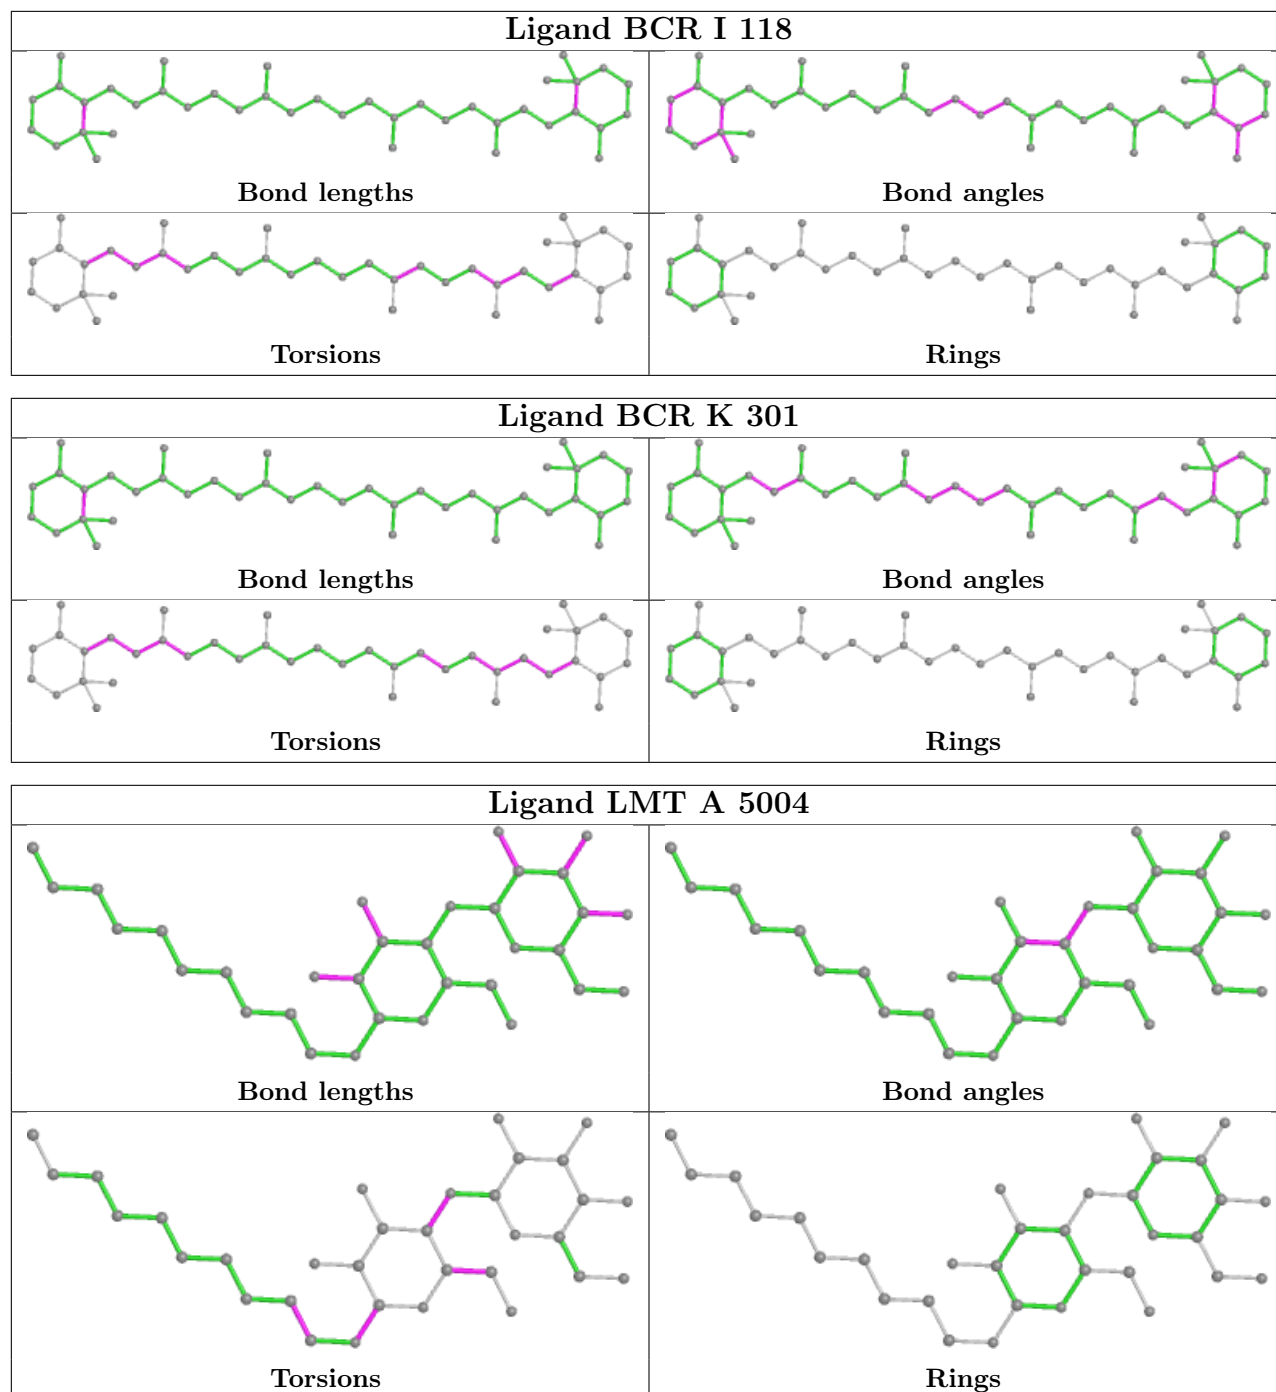 Ligand BCR I 118
Bond lengths
Bond angles
Torsions
Rings
Ligand BCR K 301
Bond lengths
Bond angles
Torsions
Rings
Ligand LMT A 5004
Bond lengths
Bond angles
Torsions
Rings